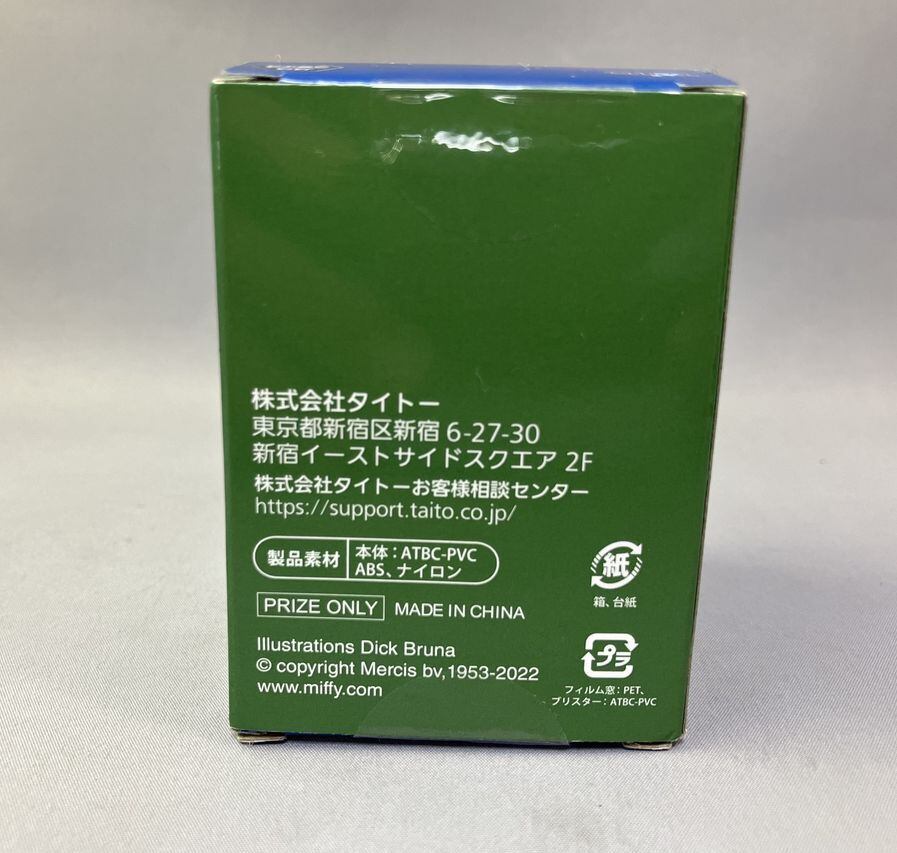 株式会社タイトー
東京都新宿区新宿 6-27-30
新宿イーストサイドスクエア 2F
株式会社タイトーお客様相談センター
https://support.taito.co.jp/
製品素材
本体：ATBC-PVC
ABS、ナイロン
紙
箱、台紙
PRIZE ONLY MADE IN CHINA
プラ
フィルム窓：PET、
ブリスター：ATBC-PVC
Illustrations Dick Bruna
© copyright Mercis bv,1953-2022
www.miffy.com